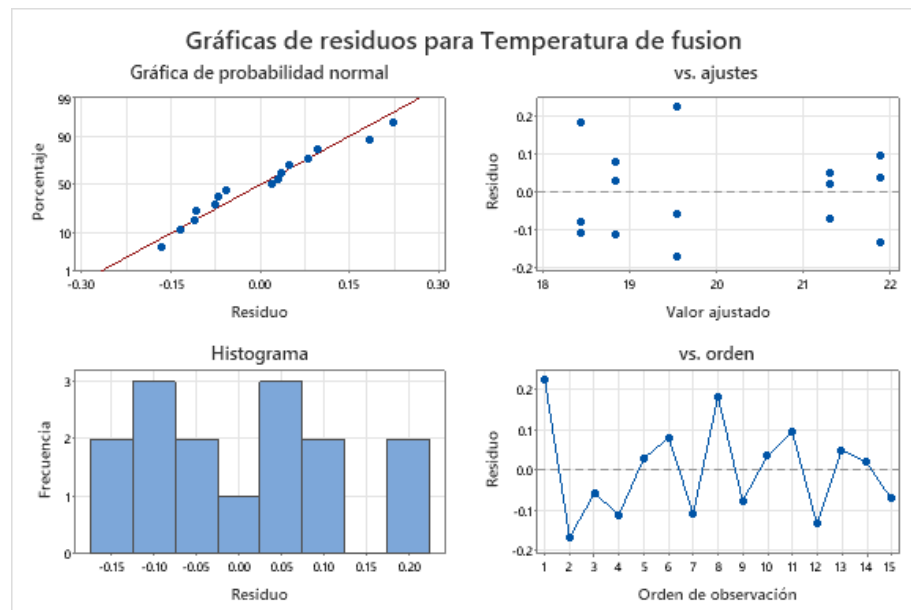 Gráficas de residuos para Temperatura de fusion
Gráfica de probabilidad normal
99
90
50
10
1
Porcentaje
-0.30
-0.15
0.00
0.15
0.30
Residuo
vs. ajustes
0.2
0.1
0.0
-0.1
-0.2
Residuo
18
19
20
21
22
Valor ajustado
Histograma
3
2
1
0
Frecuencia
-0.15
-0.10
-0.05
0.00
0.05
0.10
0.15
0.20
Residuo
vs. orden
0.2
0.1
0.0
-0.1
-0.2
Residuo
1 2 3 4 5 6 7 8 9 10 11 12 13 14 15
Orden de observación